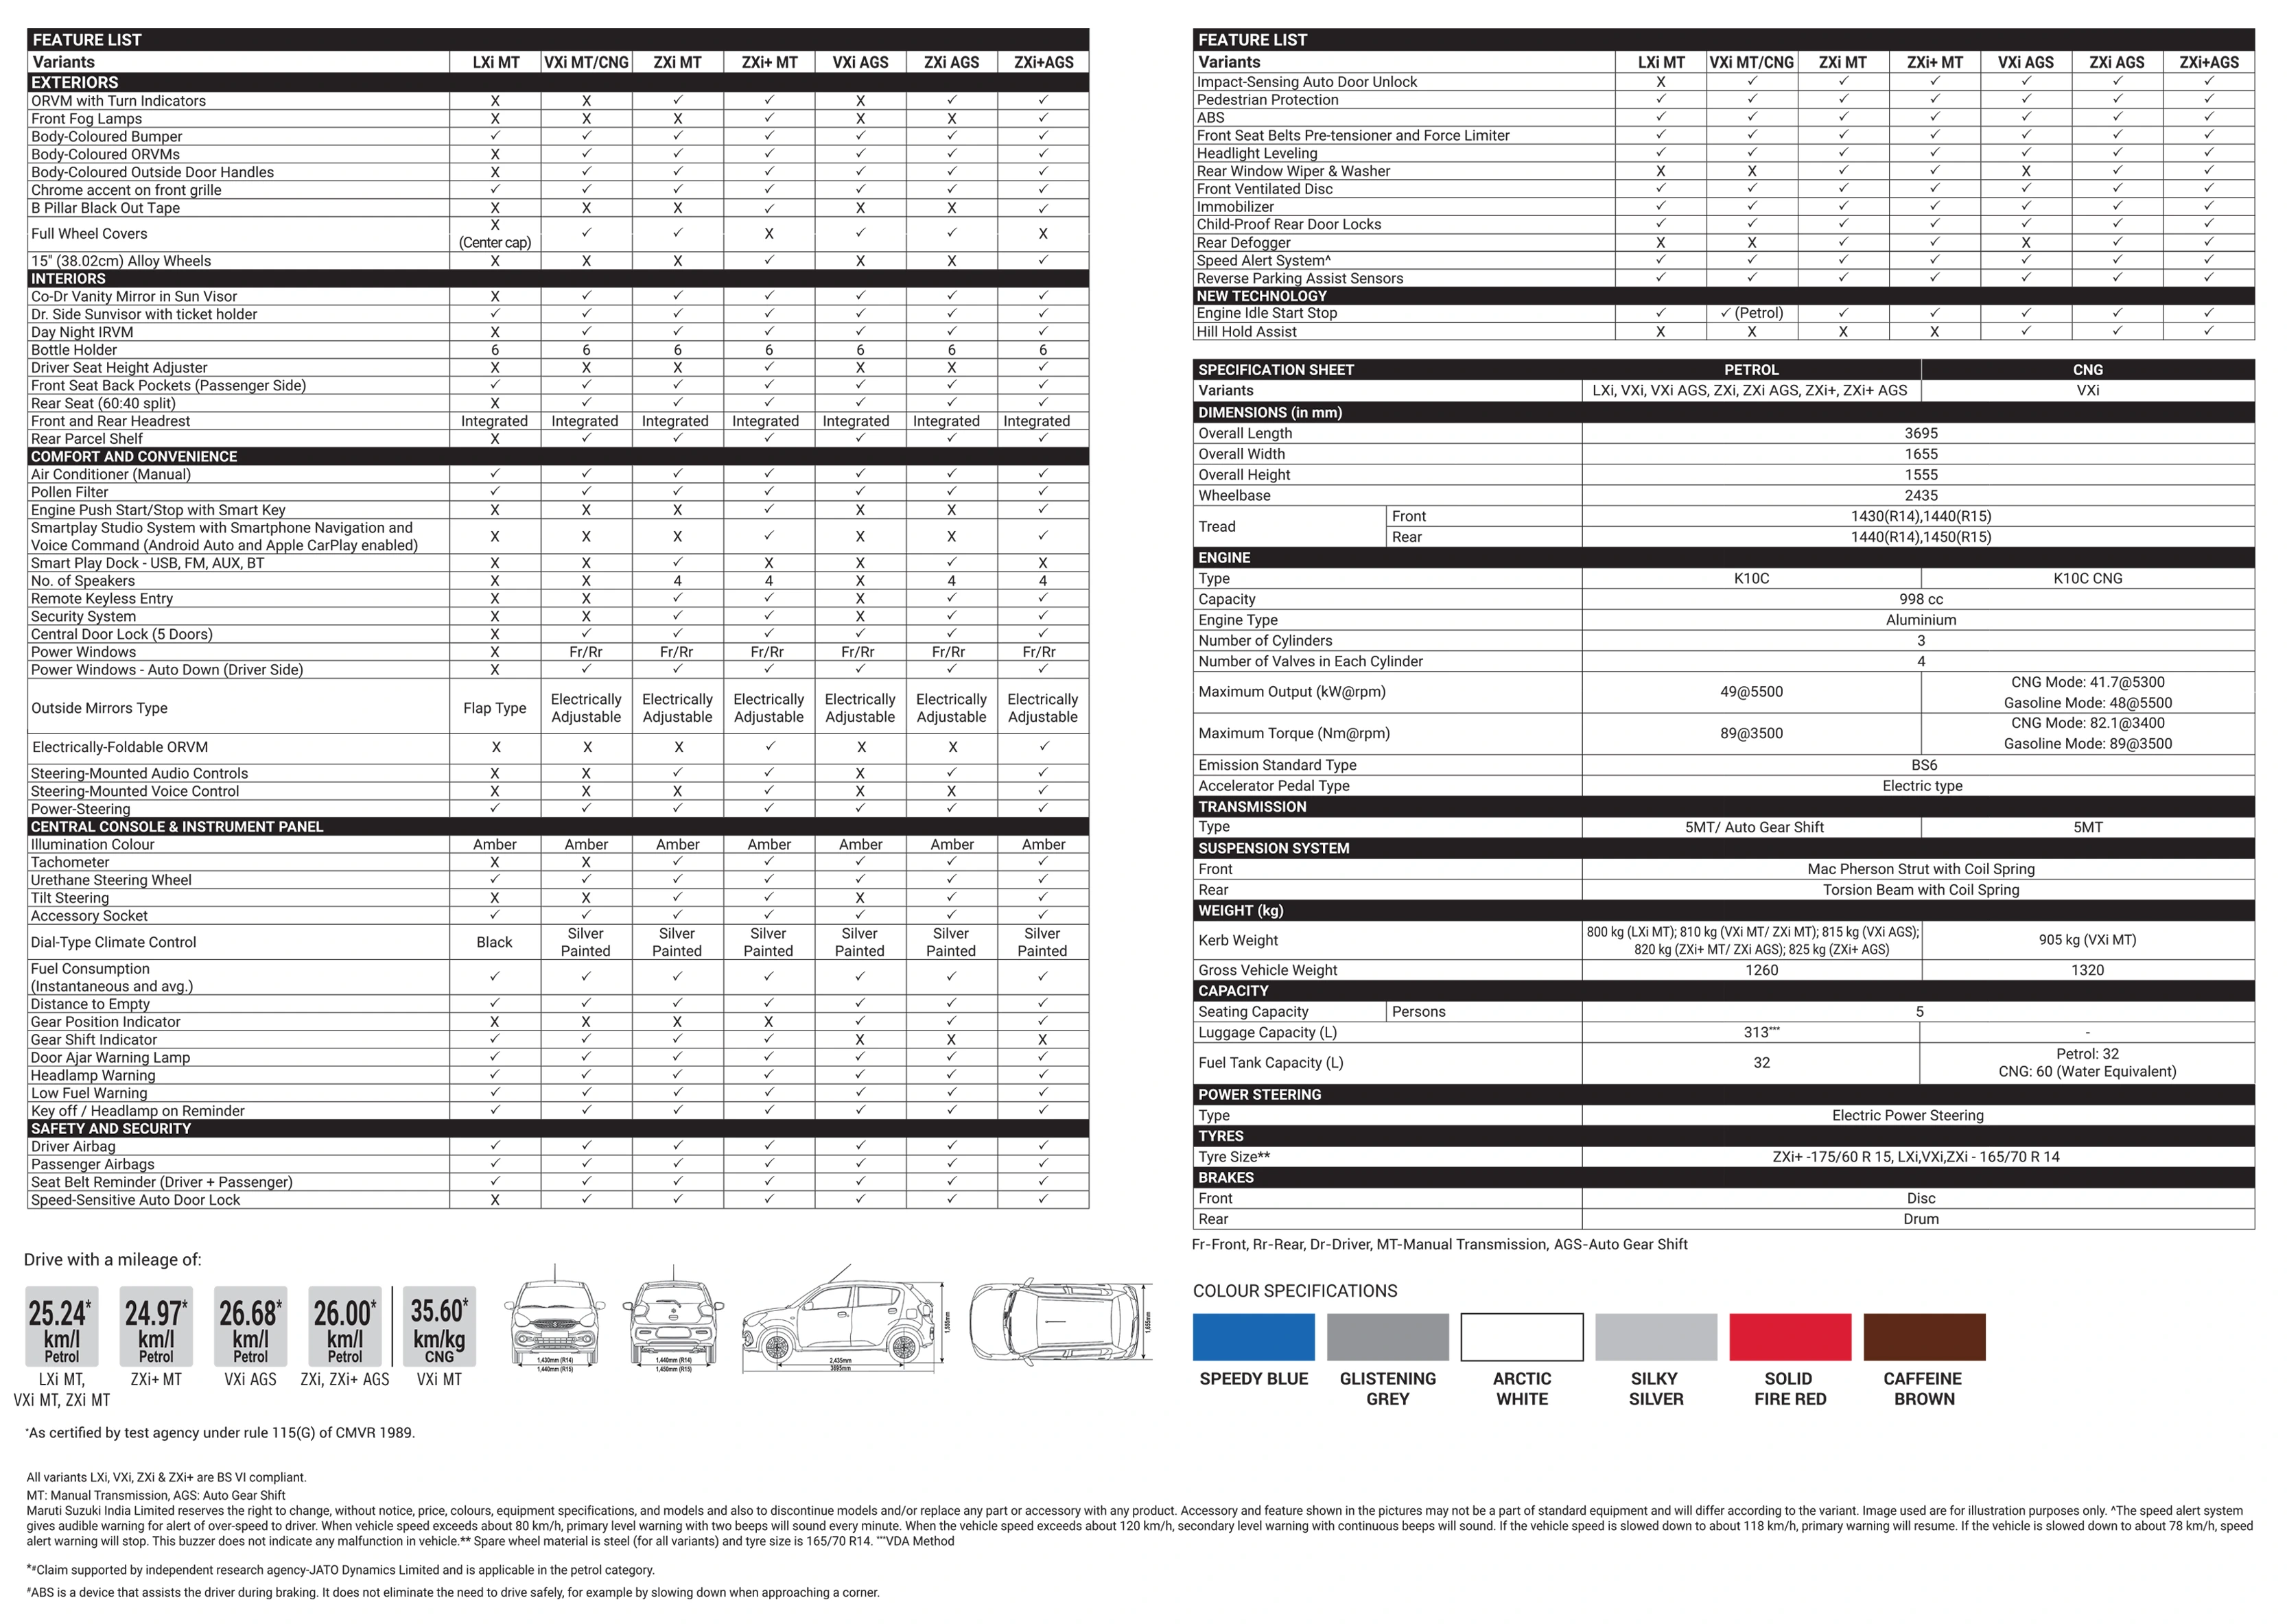 FEATURE LIST
Variants LXi MT VXi MT/CNG ZXi MT ZXi+ MT VXi AGS ZXi AGS ZXi+AGS
EXTERIORS
ORVM with Turn Indicators X X ✓ ✓ X ✓ ✓
Front Fog Lamps X X X ✓ X X ✓
Body-Coloured Bumper ✓ ✓ ✓ ✓ ✓ ✓ ✓
Body-Coloured ORVMs X ✓ ✓ ✓ ✓ ✓ ✓
Body-Coloured Outside Door Handles X ✓ ✓ ✓ ✓ ✓ ✓
Chrome accent on front grille ✓ ✓ ✓ ✓ ✓ ✓ ✓
B Pillar Black Out Tape X X X ✓ X X ✓
Full Wheel Covers X (Center cap) ✓ ✓ X ✓ ✓ X
15" (38.02cm) Alloy Wheels X X X ✓ X X ✓
INTERIORS
Co-Dr Vanity Mirror in Sun Visor X ✓ ✓ ✓ ✓ ✓ ✓
Dr. Side Sunvisor with ticket holder ✓ ✓ ✓ ✓ ✓ ✓ ✓
Day Night IRVM X ✓ ✓ ✓ ✓ ✓ ✓
Bottle Holder 6 6 6 6 6 6 6
Driver Seat Height Adjuster X X X ✓ X X ✓
Front Seat Back Pockets (Passenger Side) ✓ ✓ ✓ ✓ ✓ ✓ ✓
Rear Seat (60:40 split) X ✓ ✓ ✓ ✓ ✓ ✓
Front and Rear Headrest Integrated Integrated Integrated Integrated Integrated Integrated Integrated
Rear Parcel Shelf X ✓ ✓ ✓ ✓ ✓ ✓
COMFORT AND CONVENIENCE
Air Conditioner (Manual) ✓ ✓ ✓ ✓ ✓ ✓ ✓
Pollen Filter ✓ ✓ ✓ ✓ ✓ ✓ ✓
Engine Push Start/Stop with Smart Key X X X ✓ X X ✓
Smartplay Studio System with Smartphone Navigation and
Voice Command (Android Auto and Apple CarPlay enabled) X X X ✓ X X ✓
Smart Play Dock - USB, FM, AUX, BT X X ✓ X X ✓ X
No. of Speakers X X 4 4 X 4 4
Remote Keyless Entry X X ✓ ✓ X ✓ ✓
Security System X X ✓ ✓ X ✓ ✓
Central Door Lock (5 Doors) X ✓ ✓ ✓ ✓ ✓ ✓
Power Windows X Fr/Rr Fr/Rr Fr/Rr Fr/Rr Fr/Rr Fr/Rr
Power Windows - Auto Down (Driver Side) X ✓ ✓ ✓ ✓ ✓ ✓
Outside Mirrors Type Flap Type Electrically Adjustable Electrically Adjustable Electrically Adjustable Electrically Adjustable Electrically Adjustable Electrically Adjustable
Electrically-Foldable ORVM X X X ✓ X X ✓
Steering-Mounted Audio Controls X X ✓ ✓ X ✓ ✓
Steering-Mounted Voice Control X X X ✓ X X ✓
Power-Steering ✓ ✓ ✓ ✓ ✓ ✓ ✓
CENTRAL CONSOLE & INSTRUMENT PANEL
Illumination Colour Amber Amber Amber Amber Amber Amber Amber
Tachometer X X ✓ ✓ ✓ ✓ ✓
Urethane Steering Wheel ✓ ✓ ✓ ✓ ✓ ✓ ✓
Tilt Steering X X ✓ ✓ X ✓ ✓
Accessory Socket ✓ ✓ ✓ ✓ ✓ ✓ ✓
Dial-Type Climate Control Black Silver Painted Silver Painted Silver Painted Silver Painted Silver Painted Silver Painted
Fuel Consumption
(Instantaneous and avg.) ✓ ✓ ✓ ✓ ✓ ✓ ✓
Distance to Empty ✓ ✓ ✓ ✓ ✓ ✓ ✓
Gear Position Indicator X X X X ✓ ✓ ✓
Gear Shift Indicator ✓ ✓ ✓ ✓ X X X
Door Ajar Warning Lamp ✓ ✓ ✓ ✓ ✓ ✓ ✓
Headlamp Warning ✓ ✓ ✓ ✓ ✓ ✓ ✓
Low Fuel Warning ✓ ✓ ✓ ✓ ✓ ✓ ✓
Key off / Headlamp on Reminder ✓ ✓ ✓ ✓ ✓ ✓ ✓
SAFETY AND SECURITY
Driver Airbag ✓ ✓ ✓ ✓ ✓ ✓ ✓
Passenger Airbags ✓ ✓ ✓ ✓ ✓ ✓ ✓
Seat Belt Reminder (Driver + Passenger) ✓ ✓ ✓ ✓ ✓ ✓ ✓
Speed-Sensitive Auto Door Lock X ✓ ✓ ✓ ✓ ✓ ✓
Drive with a mileage of:
25.24* km/l Petrol LXi MT, VXi MT, ZXi MT
24.97* km/l Petrol ZXi+ MT
26.68* km/l Petrol VXi AGS
26.00* km/l Petrol ZXi, ZXi+ AGS
35.60* km/kg CNG VXi MT
1,430mm (R14)
1,440mm (R15)
1,440mm (R14)
1,450mm (R15)
2,435mm
3695mm
1,555mm
1,655mm
*As certified by test agency under rule 115(G) of CMVR 1989.
FEATURE LIST
Variants LXi MT VXi MT/CNG ZXi MT ZXi+ MT VXi AGS ZXi AGS ZXi+AGS
Impact-Sensing Auto Door Unlock X ✓ ✓ ✓ ✓ ✓ ✓
Pedestrian Protection ✓ ✓ ✓ ✓ ✓ ✓ ✓
ABS ✓ ✓ ✓ ✓ ✓ ✓ ✓
Front Seat Belts Pre-tensioner and Force Limiter ✓ ✓ ✓ ✓ ✓ ✓ ✓
Headlight Leveling ✓ ✓ ✓ ✓ ✓ ✓ ✓
Rear Window Wiper & Washer X X ✓ ✓ X ✓ ✓
Front Ventilated Disc ✓ ✓ ✓ ✓ ✓ ✓ ✓
Immobilizer ✓ ✓ ✓ ✓ ✓ ✓ ✓
Child-Proof Rear Door Locks ✓ ✓ ✓ ✓ ✓ ✓ ✓
Rear Defogger X X ✓ ✓ X ✓ ✓
Speed Alert System^ ✓ ✓ ✓ ✓ ✓ ✓ ✓
Reverse Parking Assist Sensors ✓ ✓ ✓ ✓ ✓ ✓ ✓
NEW TECHNOLOGY
Engine Idle Start Stop ✓ ✓ (Petrol) ✓ ✓ ✓ ✓ ✓
Hill Hold Assist X X X X ✓ ✓ ✓
SPECIFICATION SHEET PETROL CNG
Variants LXi, VXi, VXi AGS, ZXi, ZXi AGS, ZXi+, ZXi+ AGS VXi
DIMENSIONS (in mm)
Overall Length 3695
Overall Width 1655
Overall Height 1555
Wheelbase 2435
Tread Front 1430(R14),1440(R15)
Rear 1440(R14),1450(R15)
ENGINE
Type K10C K10C CNG
Capacity 998 cc
Engine Type Aluminium
Number of Cylinders 3
Number of Valves in Each Cylinder 4
Maximum Output (kW@rpm) 49@5500 CNG Mode: 41.7@5300
Gasoline Mode: 48@5500
Maximum Torque (Nm@rpm) 89@3500 CNG Mode: 82.1@3400
Gasoline Mode: 89@3500
Emission Standard Type BS6
Accelerator Pedal Type Electric type
TRANSMISSION
Type 5MT/ Auto Gear Shift 5MT
SUSPENSION SYSTEM
Front Mac Pherson Strut with Coil Spring
Rear Torsion Beam with Coil Spring
WEIGHT (kg)
Kerb Weight 800 kg (LXi MT); 810 kg (VXi MT/ ZXi MT); 815 kg (VXi AGS);
820 kg (ZXi+ MT/ ZXi AGS); 825 kg (ZXi+ AGS) 905 kg (VXi MT)
Gross Vehicle Weight 1260 1320
CAPACITY
Seating Capacity Persons 5
Luggage Capacity (L) 313*** -
Fuel Tank Capacity (L) 32 Petrol: 32
CNG: 60 (Water Equivalent)
POWER STEERING
Type Electric Power Steering
TYRES
Tyre Size** ZXi+ -175/60 R 15, LXi,VXi,ZXi - 165/70 R 14
BRAKES
Front Disc
Rear Drum
Fr-Front, Rr-Rear, Dr-Driver, MT-Manual Transmission, AGS-Auto Gear Shift
COLOUR SPECIFICATIONS
SPEEDY BLUE
GLISTENING GREY
ARCTIC WHITE
SILKY SILVER
SOLID FIRE RED
CAFFEINE BROWN
All variants LXi, VXi, ZXi & ZXi+ are BS VI compliant.
MT: Manual Transmission, AGS: Auto Gear Shift
Maruti Suzuki India Limited reserves the right to change, without notice, price, colours, equipment specifications, and models and also to discontinue models and/or replace any part or accessory with any product. Accessory and feature shown in the pictures may not be a part of standard equipment and will differ according to the variant. Image used are for illustration purposes only. ^The speed alert system
gives audible warning for alert of over-speed to driver. When vehicle speed exceeds about 80 km/h, primary level warning with two beeps will sound every minute. When the vehicle speed exceeds about 120 km/h, secondary level warning with continuous beeps will sound. If the vehicle speed is slowed down to about 118 km/h, primary warning will resume. If the vehicle is slowed down to about 78 km/h, speed
alert warning will stop. This buzzer does not indicate any malfunction in vehicle.** Spare wheel material is steel (for all variants) and tyre size is 165/70 R14. ***VDA Method
*#Claim supported by independent research agency-JATO Dynamics Limited and is applicable in the petrol category.
#ABS is a device that assists the driver during braking. It does not eliminate the need to drive safely, for example by slowing down when approaching a corner.